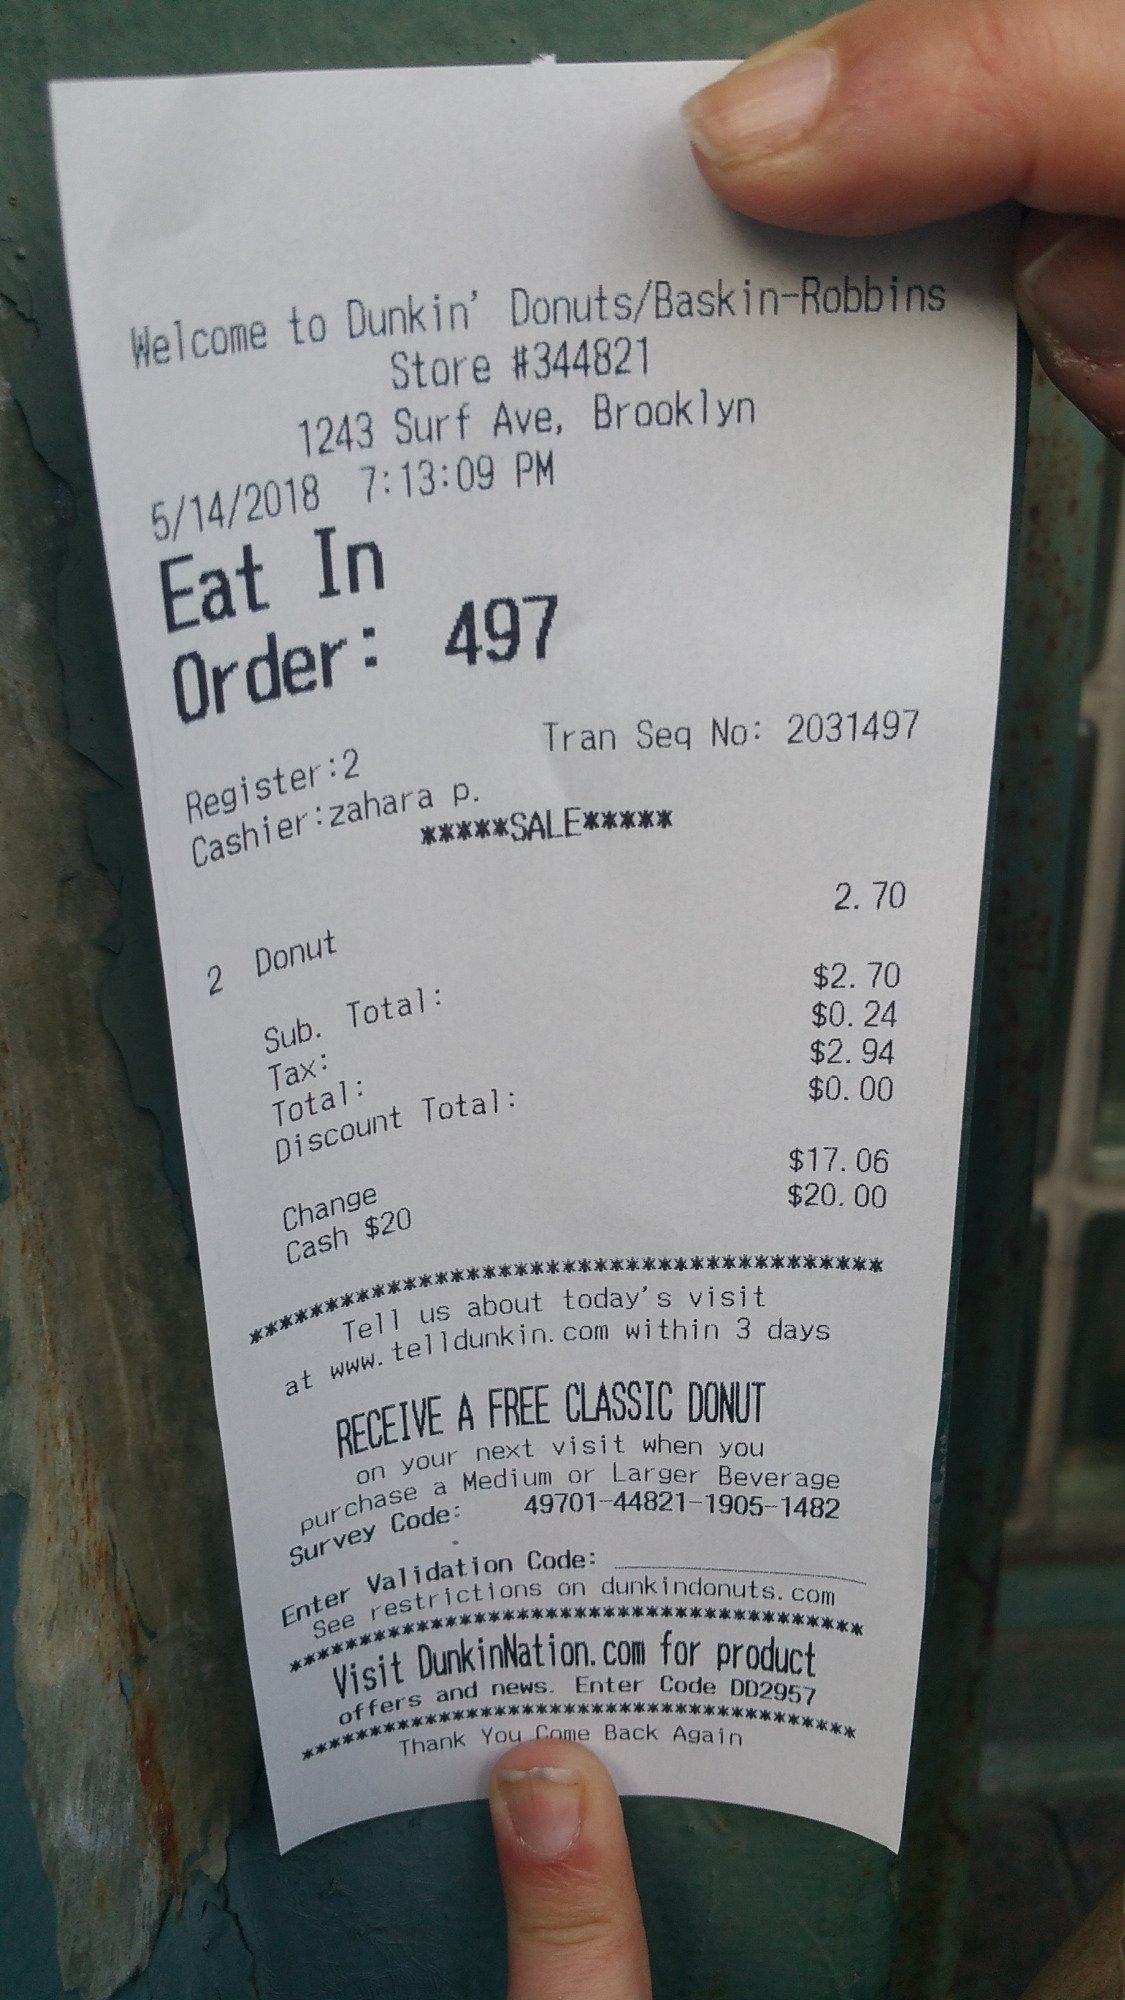 Welcome to Dunkin' Donuts/Baskin-Robbins
Store #344821
1243 Surf Ave, Brooklyn
5/14/2018 7:13:09 PM
Eat In
Order: 497
Tran Seq No: 2031497
Register:2
Cashier:zahara p.
*****SALE*****
2 Donut 2.70
Sub. Total: $2.70
Tax: $0.24
Total: $2.94
Discount Total: $0.00
Change $17.06
Cash $20 $20.00
****************************************
Tell us about today's visit
at www.telldunkin.com within 3 days
RECEIVE A FREE CLASSIC DONUT
on your next visit when you
purchase a Medium or Larger Beverage
Survey Code: 49701-44821-1905-1482
Enter Validation Code: ____________________
See restrictions on dunkindonuts.com
****************************************
Visit DunkinNation.com for product
offers and news. Enter Code DD2957
****************************************
Thank You Come Back Again